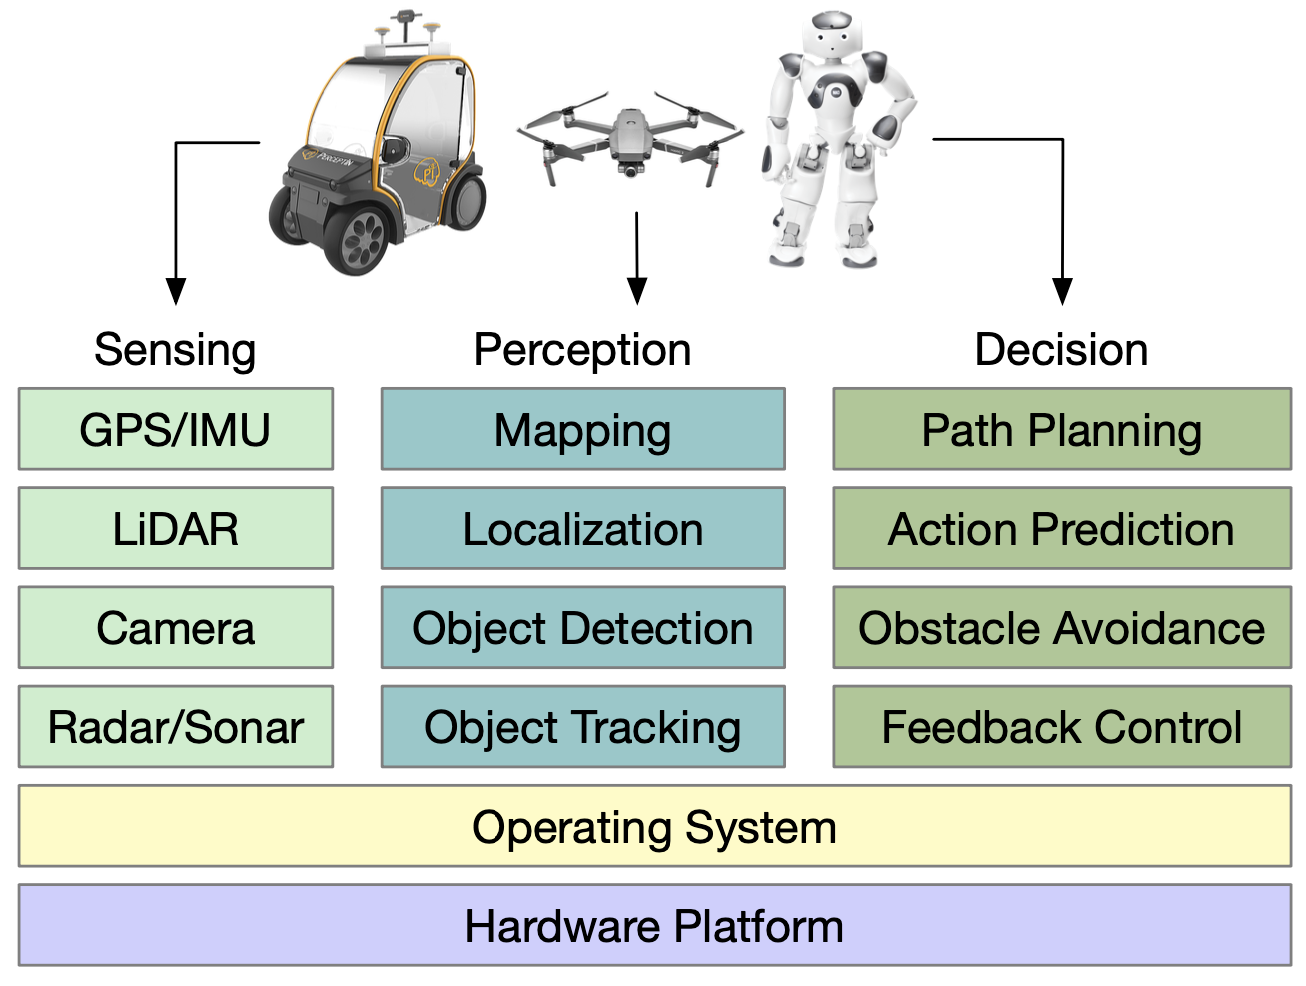 PERCEPTIN
PI
Sensing
Perception
Decision
GPS/IMU
Mapping
Path Planning
LiDAR
Localization
Action Prediction
Camera
Object Detection
Obstacle Avoidance
Radar/Sonar
Object Tracking
Feedback Control
Operating System
Hardware Platform